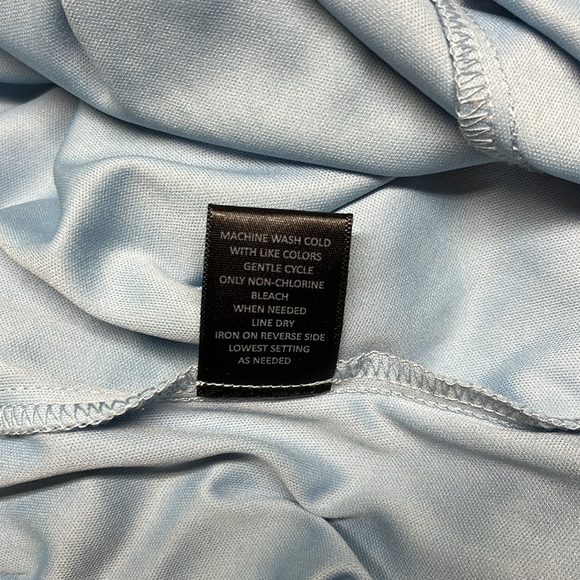 MACHINE WASH COLD
WITH LIKE COLORS
GENTLE CYCLE
ONLY NON-CHLORINE
BLEACH
WHEN NEEDED
LINE DRY
IRON ON REVERSE SIDE
LOWEST SETTING
AS NEEDED